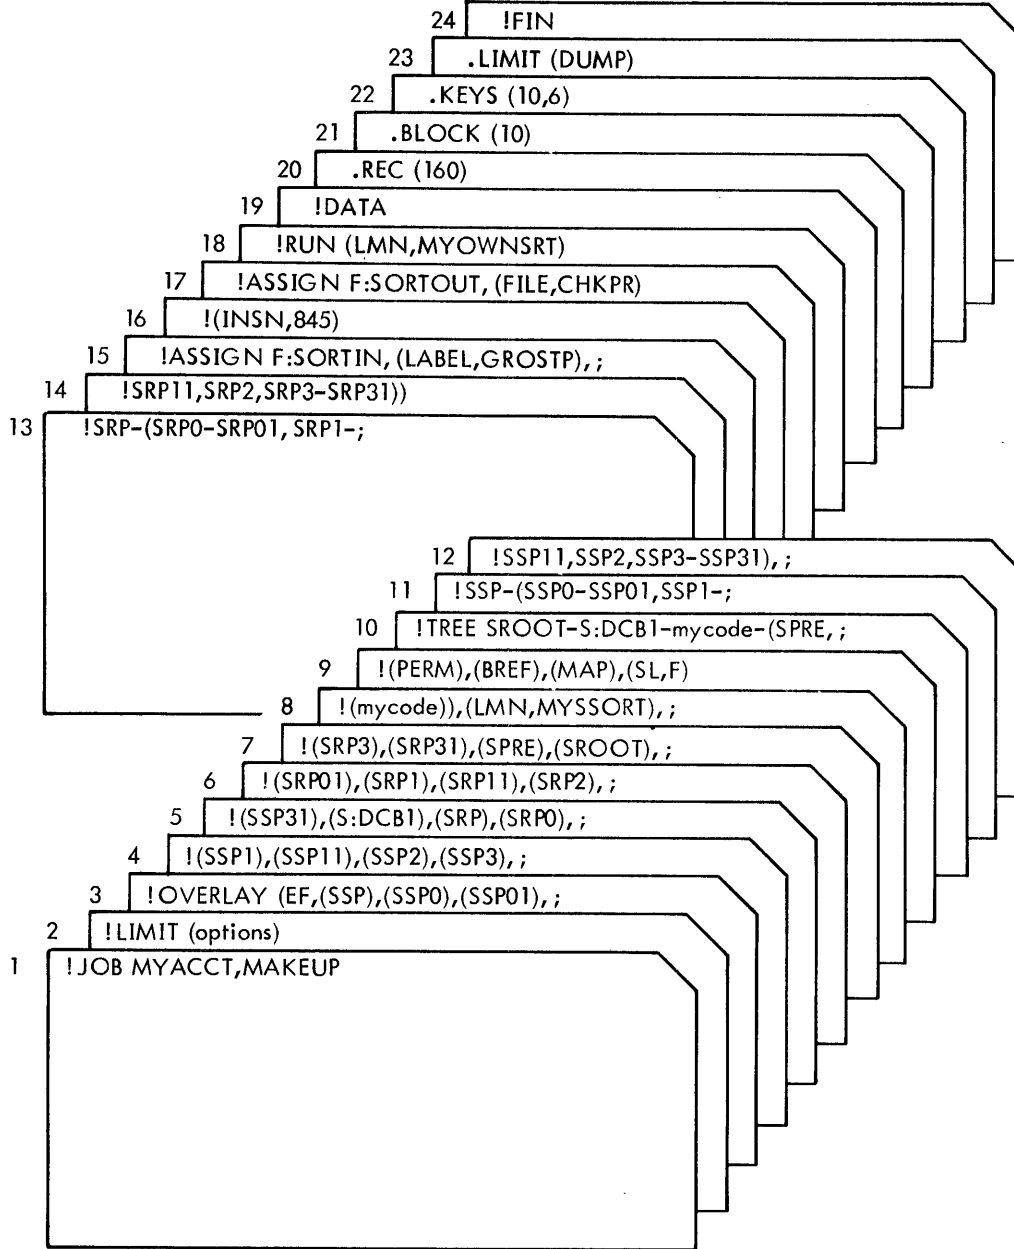 24 !FIN
23 .LIMIT (DUMP)
22 .KEYS (10,6)
21 .BLOCK (10)
20 .REC (160)
19 !DATA
18 !RUN (LMN,MYOWNSRT)
17 !ASSIGN F:SORTOUT, (FILE,CHKPR)
16 !(INSN,845)
15 !ASSIGN F:SORTIN, (LABEL,GROSTP),;
14 !SRP11,SRP2,SRP3-SRP31))
13 !SRP-(SRP0-SRP01, SRP1-;
12 !SSP11,SSP2,SSP3-SSP31),;
11 !SSP-(SSP0-SSP01,SSP1-;
10 !TREE SROOT-S:DCB1-mycode-(SPRE,;
9 !(PERM),(BREF),(MAP),(SL,F)
8 !(mycode)),(LMN,MYSSORT),;
7 !(SRP3),(SRP31),(SPRE),(SROOT),;
6 !(SRP01),(SRP1),(SRP11),(SRP2),;
5 !(SSP31),(S:DCB1),(SRP),(SRP0),;
4 !(SSP1),(SSP11),(SSP2),(SSP3),;
3 !OVERLAY (EF,(SSP),(SSP0),(SSP01),;
2 !LIMIT (options)
1 !JOB MYACCT,MAKEUP